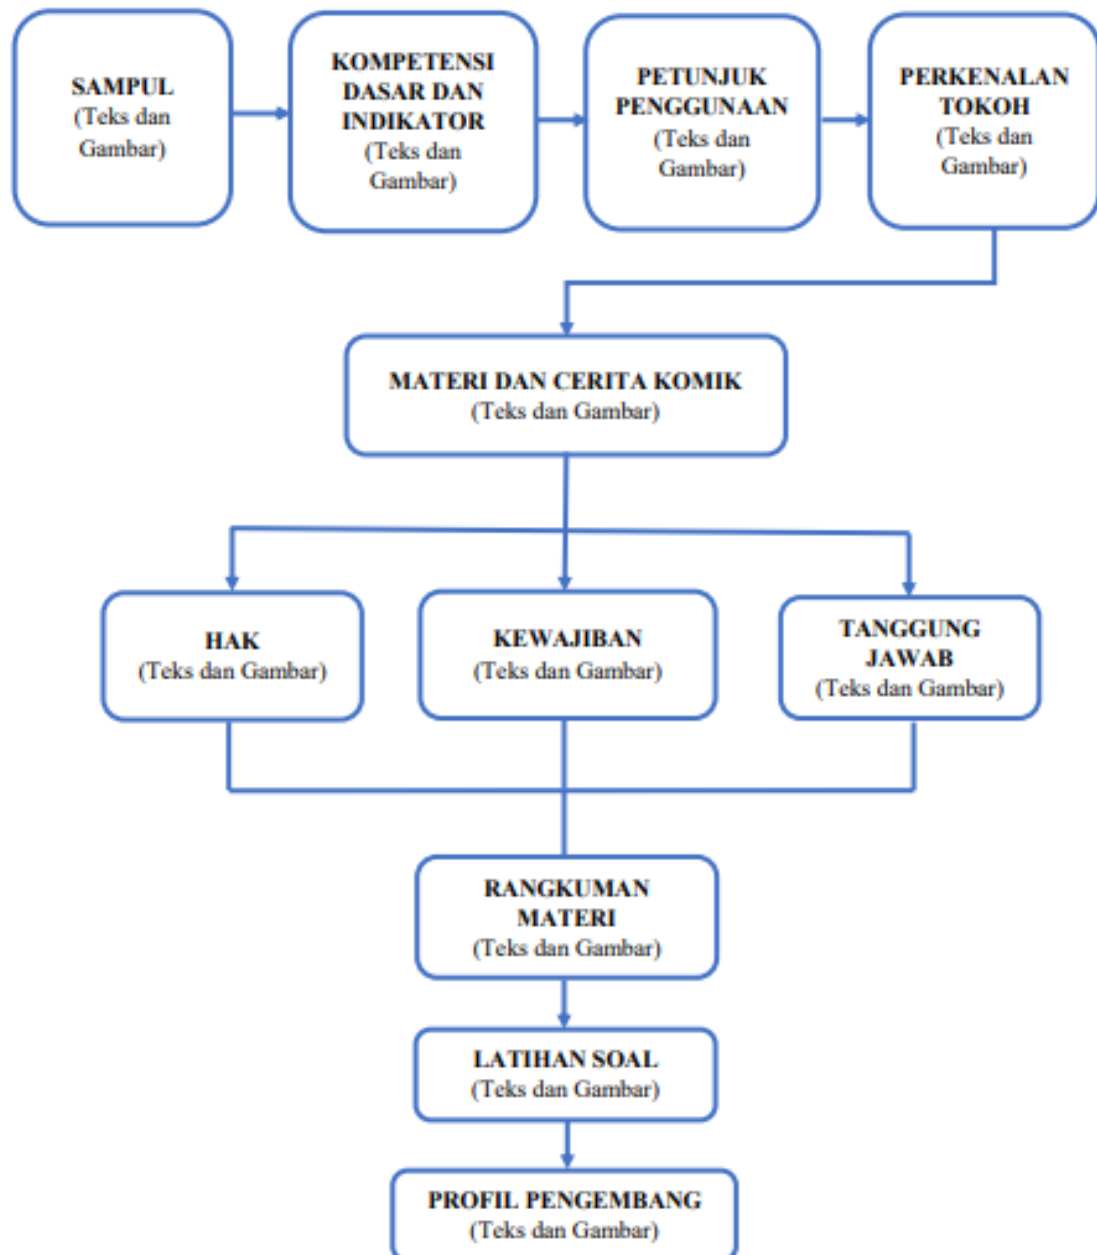 SAMPUL
(Teks dan
Gambar)
KOMPETENSI
DASAR DAN
INDIKATOR
(Teks dan
Gambar)
PETUNJUK
PENGGUNAAN
(Teks dan
Gambar)
PERKENALAN
TOKOH
(Teks dan
Gambar)
MATERI DAN CERITA KOMIK
(Teks dan Gambar)
HAK
(Teks dan Gambar)
KEWAJIBAN
(Teks dan Gambar)
TANGGUNG
JAWAB
(Teks dan Gambar)
RANGKUMAN
MATERI
(Teks dan Gambar)
LATIHAN SOAL
(Teks dan Gambar)
PROFIL PENGEMBANG
(Teks dan Gambar)